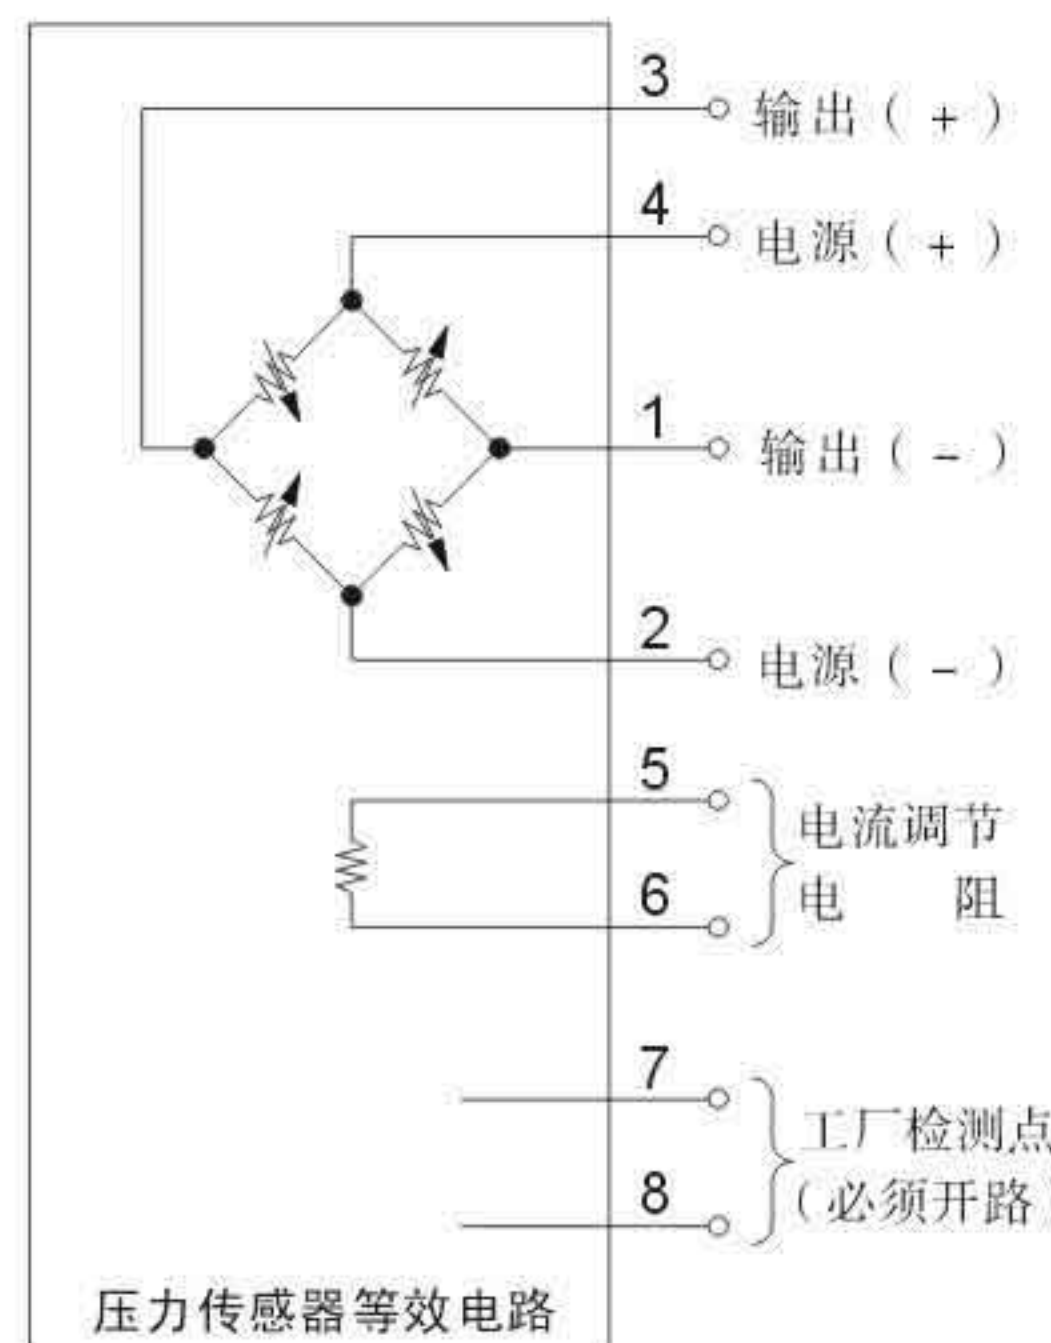 3 输出(+)
4 电源(+)
1 输出(-)
2 电源(-)
5
电流调节
6
电 阻
7
工厂检测点
8
(必须开路)
压力传感器等效电路